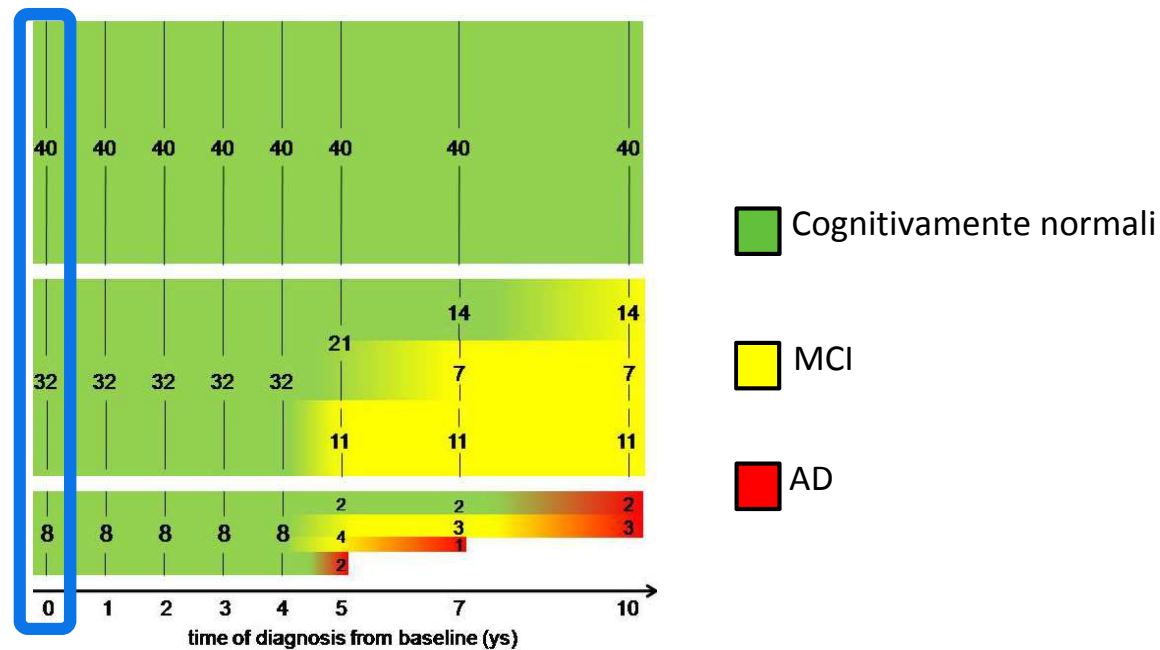 40 40 40 40 40 40 40 40
14 14
21
32 32 32 32 32 7 7
11 11 11
2 2 2
8 8 8 8 8 4 3 3
1
2
0 1 2 3 4 5 7 10
time of diagnosis from baseline (ys)
Cognitivamente normali
MCI
AD